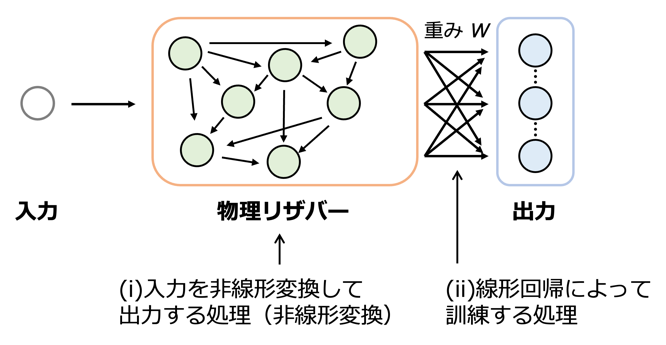 重み W
入力
物理リザバー
出力
(i)入力を非線形変換して
出力する処理（非線形変換）
(ii)線形回帰によって
訓練する処理